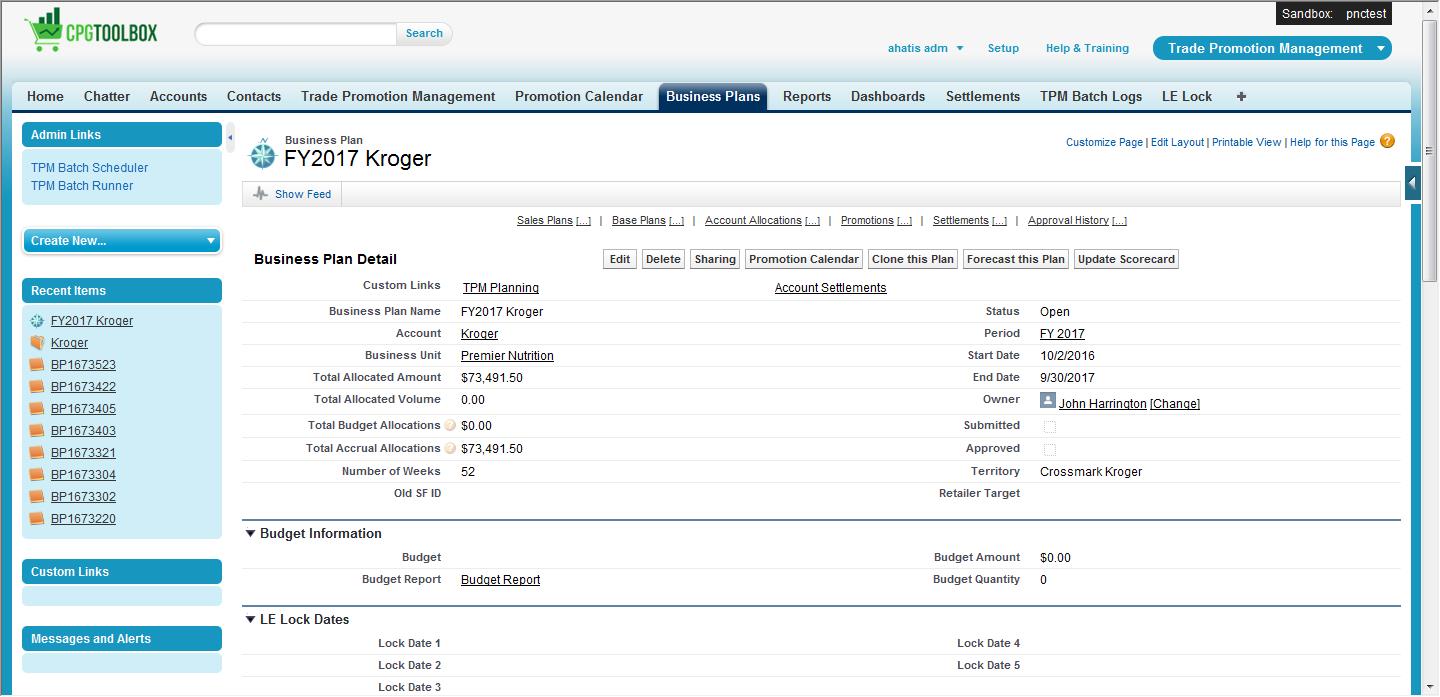 Sandbox: pnctest
CPGTOOLBOX
Search
ahatis adm Setup Help & Training Trade Promotion Management
Home Chatter Accounts Contacts Trade Promotion Management Promotion Calendar Business Plans Reports Dashboards Settlements TPM Batch Logs LE Lock +
Admin Links
TPM Batch Scheduler
TPM Batch Runner
Create New...
Recent Items
FY2017 Kroger
Kroger
BP1673523
BP1673422
BP1673405
BP1673403
BP1673321
BP1673304
BP1673302
BP1673220
Custom Links
Messages and Alerts
Business Plan
FY2017 Kroger
Customize Page | Edit Layout | Printable View | Help for this Page ?
Show Feed
Sales Plans [...] | Base Plans [...] | Account Allocations [...] | Promotions [...] | Settlements [...] | Approval History [...]
Business Plan Detail Edit Delete Sharing Promotion Calendar Clone this Plan Forecast this Plan Update Scorecard
Custom Links TPM Planning Account Settlements
Business Plan Name FY2017 Kroger Status Open
Account Kroger Period FY 2017
Business Unit Premier Nutrition Start Date 10/2/2016
Total Allocated Amount $73,491.50 End Date 9/30/2017
Total Allocated Volume 0.00 Owner John Harrington [Change]
Total Budget Allocations ? $0.00 Submitted
Total Accrual Allocations ? $73,491.50 Approved
Number of Weeks 52 Territory Crossmark Kroger
Old SF ID Retailer Target
Budget Information
Budget Budget Amount $0.00
Budget Report Budget Report Budget Quantity 0
LE Lock Dates
Lock Date 1 Lock Date 4
Lock Date 2 Lock Date 5
Lock Date 3